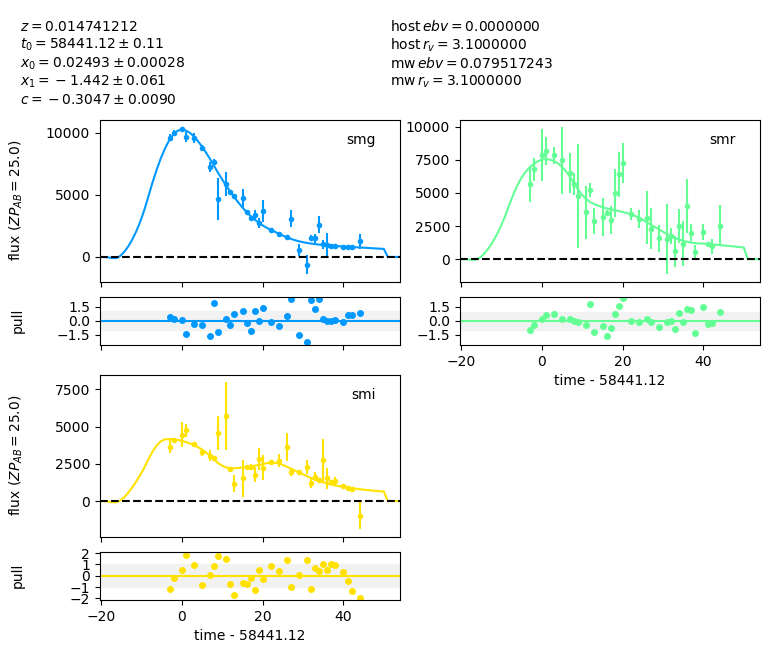 z = 0.014741212
t₀ = 58441.12 ± 0.11
x₀ = 0.02493 ± 0.00028
x₁ = −1.442 ± 0.061
c = −0.3047 ± 0.0090
host ebv = 0.0000000
host r_v = 3.1000000
mw ebv = 0.079517243
mw r_v = 3.1000000
flux (ZP_AB = 25.0)
10000
5000
0
smg
10000
7500
5000
2500
0
smr
pull
1.5
0.0
−1.5
1.5
0.0
−1.5
−20 0 20 40
time - 58441.12
flux (ZP_AB = 25.0)
7500
5000
2500
0
smi
pull
2
1
0
−1
−2
−20 0 20 40
time - 58441.12